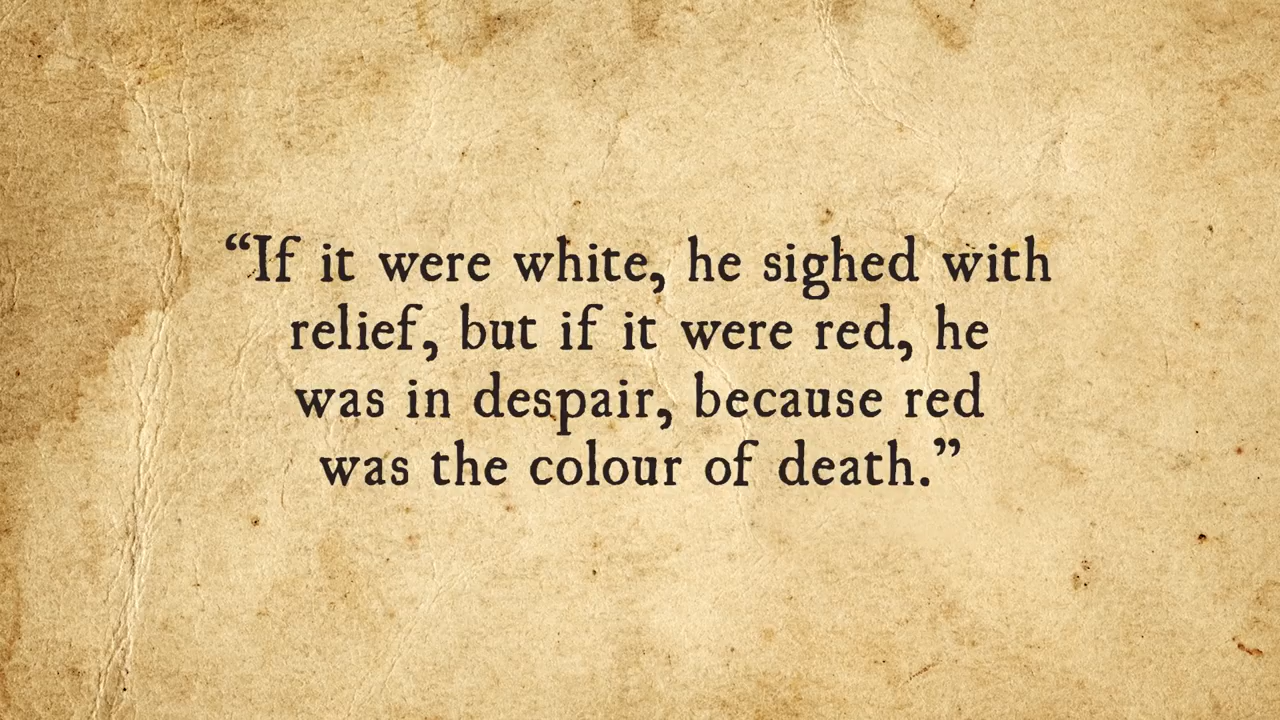 “If it were white, he sighed with
relief, but if it were red, he
was in despair, because red
was the colour of death.”